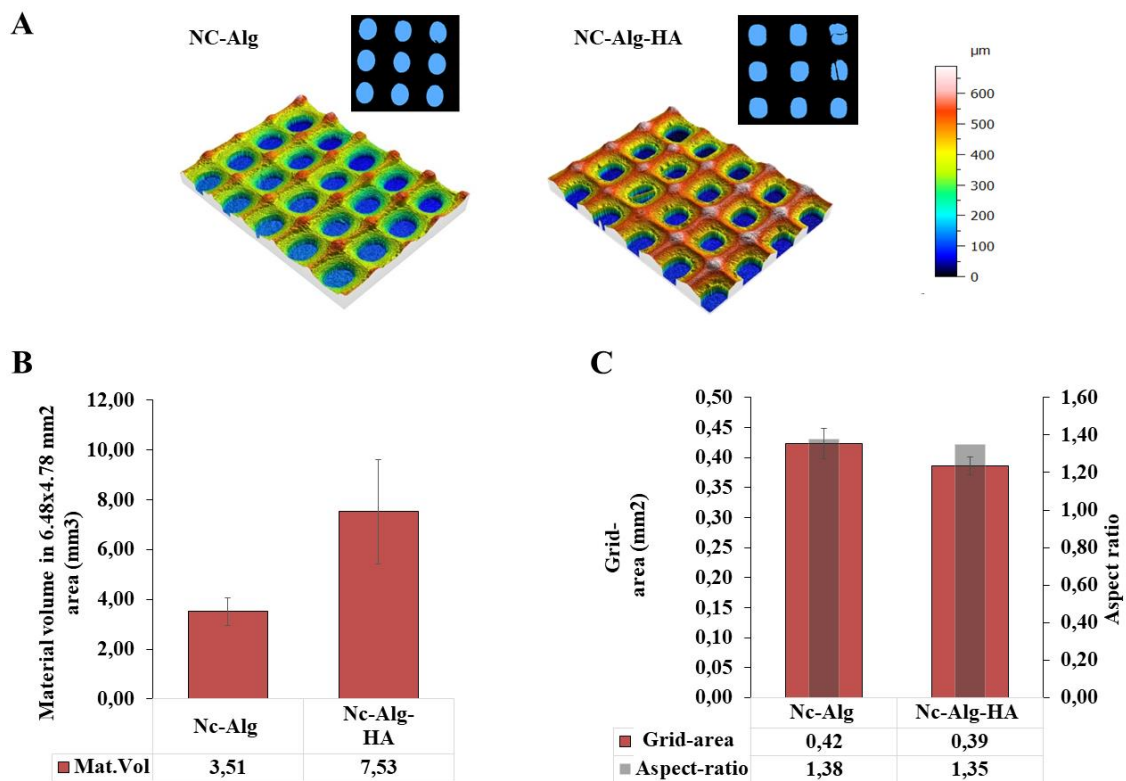 A
NC-Alg
NC-Alg-HA
µm
600
500
400
300
200
100
0
B
Material volume in 6.48x4.78 mm2
area (mm3)
12,00
10,00
8,00
6,00
4,00
2,00
0,00
Nc-Alg
Nc-Alg-
HA
Mat.Vol
3,51
7,53
C
Grid-
area (mm2)
0,50
0,45
0,40
0,35
0,30
0,25
0,20
0,15
0,10
0,05
0,00
1,60
1,40
1,20
1,00
0,80
0,60
0,40
0,20
0,00
Aspect ratio
Nc-Alg
Nc-Alg-HA
Grid-area
0,42
0,39
Aspect-ratio
1,38
1,35